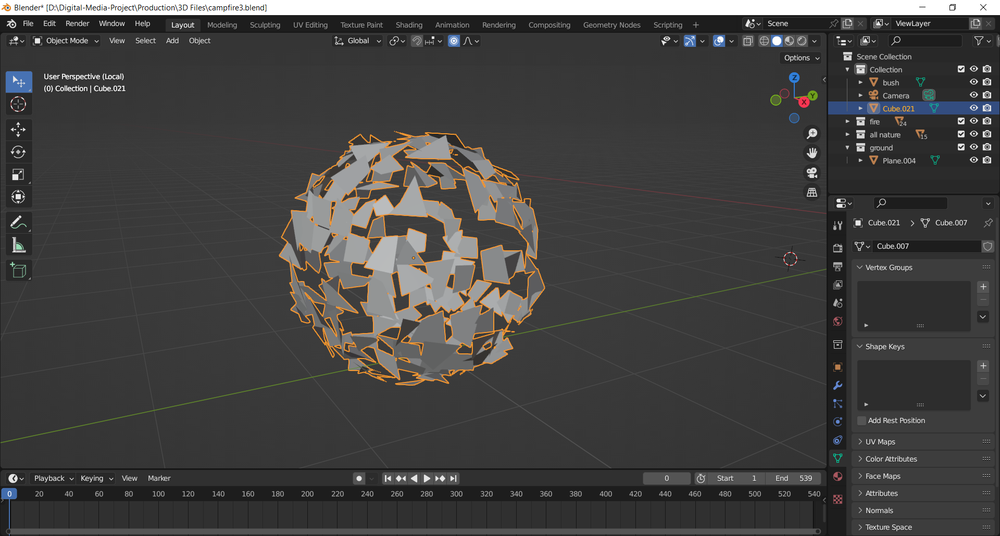 Blender* [D:\Digital-Media-Project\Production\3D Files\campfire3.blend]
File Edit Render Window Help Layout Modeling Sculpting UV Editing Texture Paint Shading Animation Rendering Compositing Geometry Nodes Scripting + Scene ViewLayer
Object Mode View Select Add Object Global
Options
User Perspective (Local)
(0) Collection | Cube.021
Z
Y
X
Scene Collection
Collection
bush
Camera
Cube.021
fire 24
all nature 15
ground
Plane.004
Cube.021 > Cube.007
Cube.007
Vertex Groups
Shape Keys
Add Rest Position
UV Maps
Color Attributes
Face Maps
Attributes
Normals
Texture Space
Playback Keying View Marker 0 Start 1 End 539
0 20 40 60 80 100 120 140 160 180 200 220 240 260 280 300 320 340 360 380 400 420 440 460 480 500 520 540